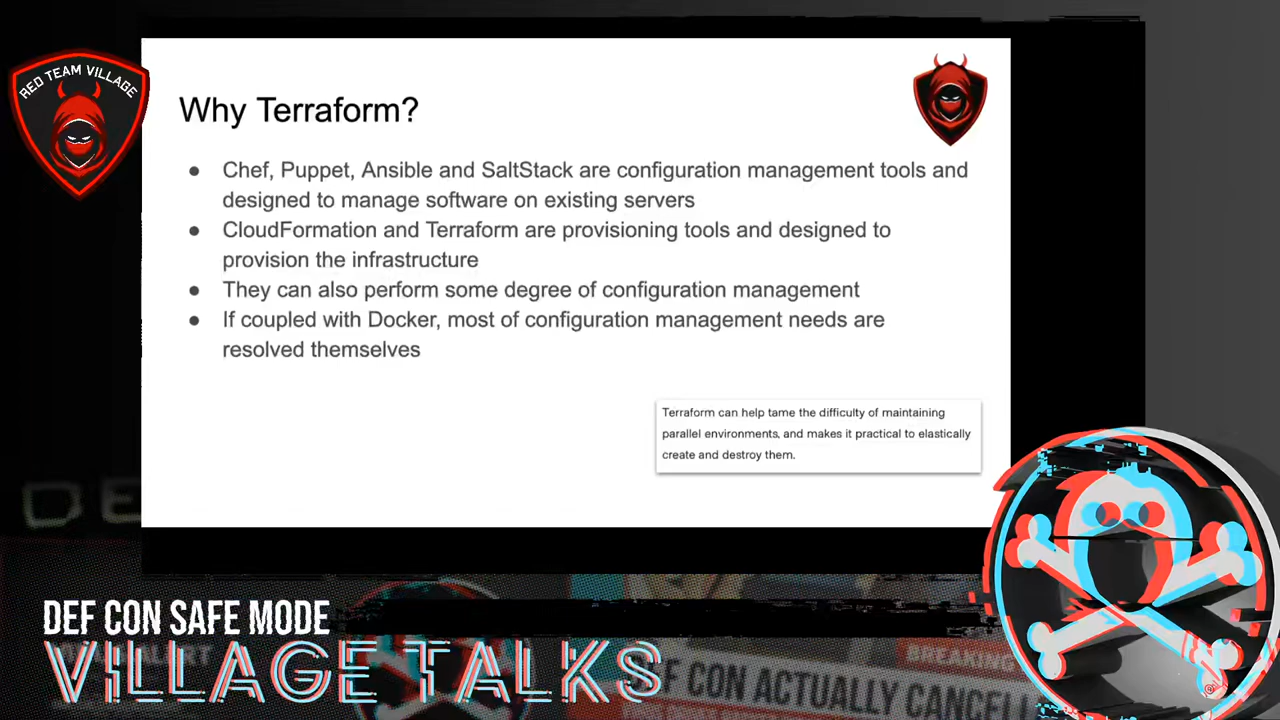 RED TEAM VILLAGE
Why Terraform?
● Chef, Puppet, Ansible and SaltStack are configuration management tools and
designed to manage software on existing servers
● CloudFormation and Terraform are provisioning tools and designed to
provision the infrastructure
● They can also perform some degree of configuration management
● If coupled with Docker, most of configuration management needs are
resolved themselves
Terraform can help tame the difficulty of maintaining
parallel environments, and makes it practical to elastically
create and destroy them.
DE
DEF CON SAFE MODE
VILLAGE TALKS
BREAKING
DEF CON ACTUALLY CANCEL